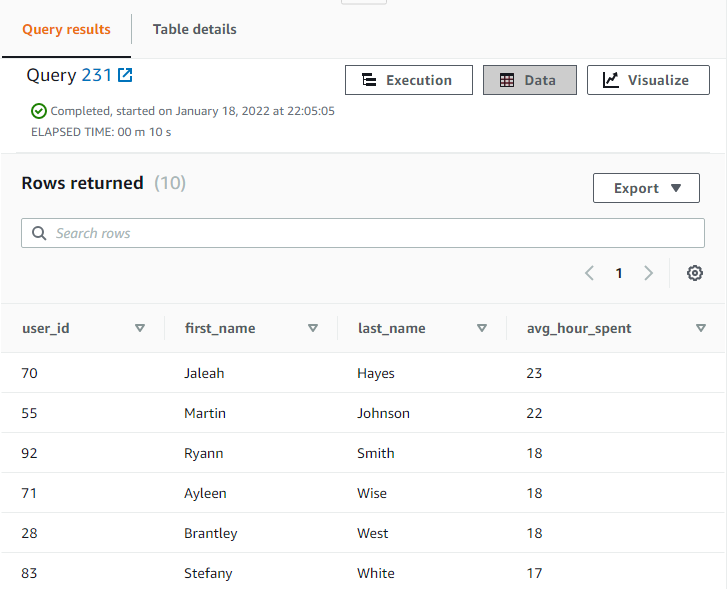 Query results Table details
Query 231 Execution Data Visualize
Completed, started on January 18, 2022 at 22:05:05
ELAPSED TIME: 00 m 10 s
Rows returned (10) Export
Search rows
1
user_id first_name last_name avg_hour_spent
70 Jaleah Hayes 23
55 Martin Johnson 22
92 Ryann Smith 18
71 Ayleen Wise 18
28 Brantley West 18
83 Stefany White 17